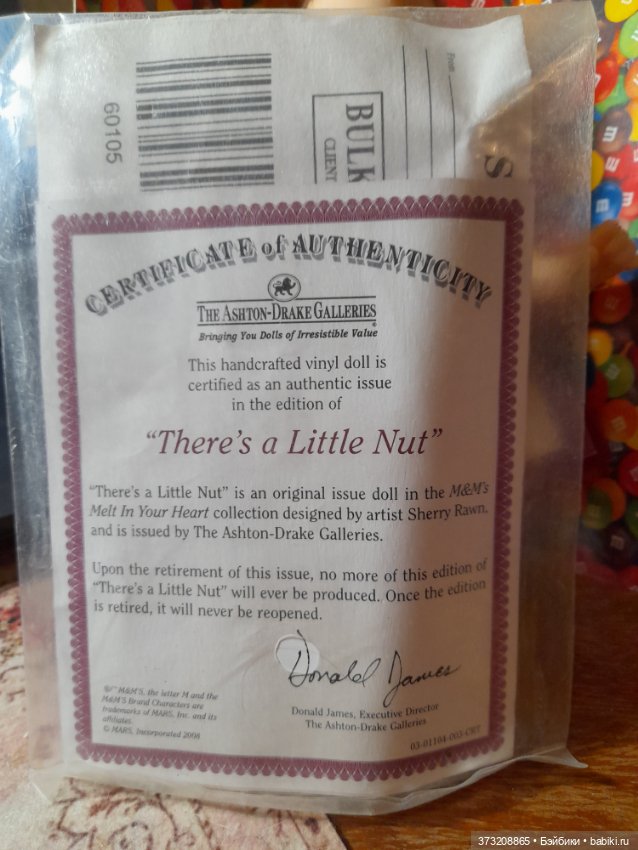 60105
From
BULK
CLIENT
S
CERTIFICATE of AUTHENTICITY
THE ASHTON-DRAKE GALLERIES
Bringing You Dolls of Irresistible Value®
This handcrafted vinyl doll is
certified as an authentic issue
in the edition of
“There’s a Little Nut”
“There’s a Little Nut” is an original issue doll in the M&M’s
Melt In Your Heart collection designed by artist Sherry Rawn,
and is issued by The Ashton-Drake Galleries.
Upon the retirement of this issue, no more of this edition of
“There’s a Little Nut” will ever be produced. Once the edition
is retired, it will never be reopened.
Donald James
®/™ M&M’S, the letter M and the
M&M’S Brand Characters are
trademarks of MARS, Inc. and its
affiliates.
© MARS, Incorporated 2008
Donald James, Executive Director
The Ashton-Drake Galleries
03-01104-003-CRT
373208865 • Бэйбики • babiki.ru